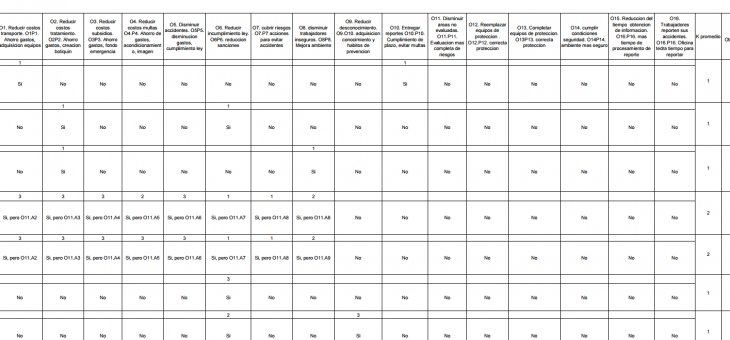 O1. Reducir costos transporte. O1P1. Ahorro gastos, adquisicion equipos
O2. Reducir costos tratamiento. O2P2. Ahorro gastos, creacion botiquin
O3. Reducir costos subsidios. O3P3. Ahorro gastos, fondo emergencia
O4. Reducir costos multas O4.P4. Ahorro de gastos, acondicionamiento, imagen
O5. Disminuir accidentes. O5P5. disminucion gastos, cumplimiento ley
O6. Reducir incumplimiento ley. O6P6. reduccion sanciones
O7. cubrir riesgos O7.P7 acciones para evitar accidentes
O8. disminuir trabajadores inseguros. O8P8. Mejora ambiente
O9. Reducir desconocimiento. O9.O10. adquisicion conocimiento y habitos de prevencion
O10. Entregar reportes O10.P10. Cumplimiento de plazo, evitar multas
O11. Disminuir areas no evaluadas. O11.P11. Evaluacion mas completa de riesgos
O12. Reemplazar equipos de proteccion . O12.P12. correcta proteccion
O13. Completar equipos de proteccion. O13P13. correcta proteccion
O14. cumplir condiciones seguridad. O14P14. ambiente mas seguro
O15. Reduccion del tiempo obtencion de informacion. O15.P15. mas tiempo de procesamiento de reporte
O16. Trabajadores reporten sus accidentes. O16.P16. Oficina tedra tiempo para reportar
K promedio
1 1
Si No No No No No No No No Si No No No No No No 1
1 1
No Si No No No Si No No No No No No No No No No 1
1 1
No Si No No No No No Si No No No No No No No No 1
3 3 3 2 3 1 1 2
Si, pero O11.A2 Si, pero O11.A3 Si, pero O11.A4 Si, pero O11.A5 Si, pero O11.A6 Si, pero O11.A7 Si, pero O11.A8 Si, pero O11.A8 No No No No No No No No 2
3 3 3 3 3 1 1 2
Si, pero O11.A2 Si, pero O11.A3 Si, pero O11.A4 Si, pero O11.A5 Si, pero O11.A6 Si, pero O11.A7 Si, pero O11.A8 Si, pero O11.A9 No No No No No No No No 2
3
No No No No No Si No No No No No No No No No No 1
2 3
No No No No No Si No No Si No No No No No No No 1